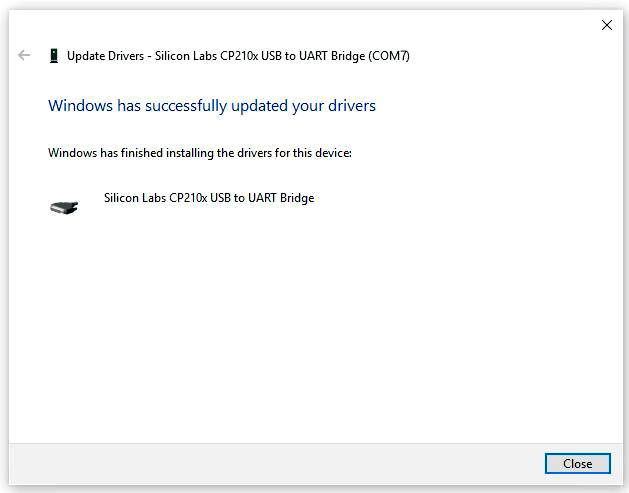 Update Drivers - Silicon Labs CP210x USB to UART Bridge (COM7)
Windows has successfully updated your drivers
Windows has finished installing the drivers for this device:
Silicon Labs CP210x USB to UART Bridge
Close